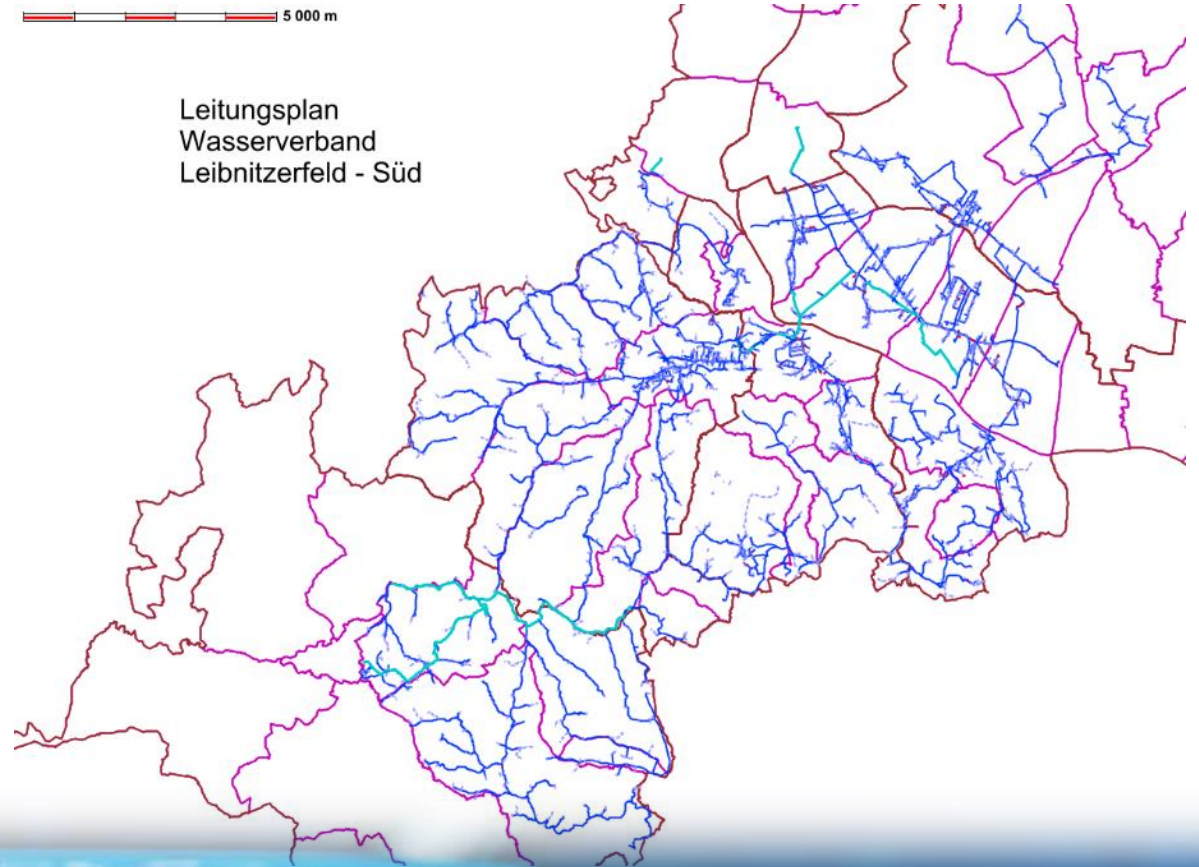 5 000 m
Leitungsplan
Wasserverband
Leibnitzerfeld - Süd